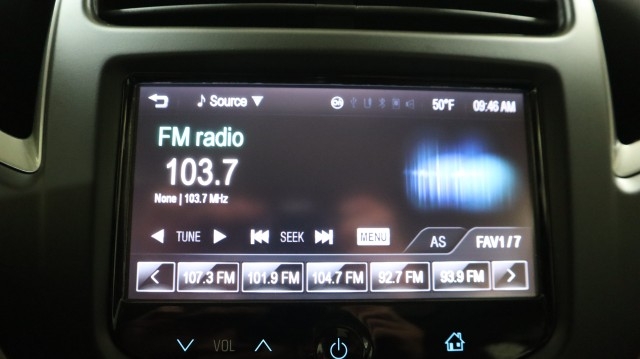 Source 50°F 09:46 AM
FM radio
103.7
None | 103.7 MHz
TUNE SEEK MENU AS FAV1/7
107.3 FM 101.9 FM 104.7 FM 92.7 FM 93.9 FM
VOL